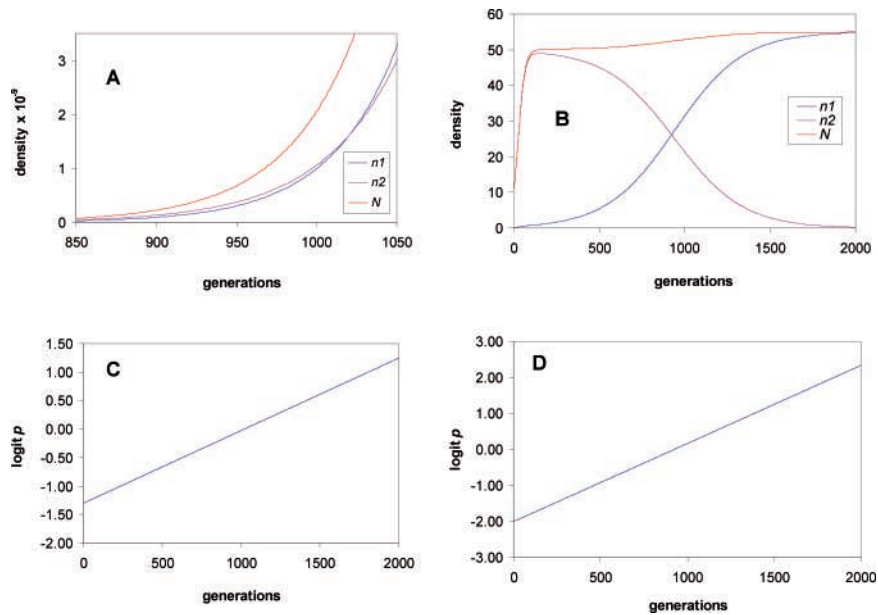 A
density x 10⁻⁹
3
2
1
0
850
900
950
1000
1050
generations
n1
n2
N
B
density
60
50
40
30
20
10
0
0
500
1000
1500
2000
generations
n1
n2
N
C
logit p
1.50
1.00
0.50
0.00
-0.50
-1.00
-1.50
-2.00
0
500
1000
1500
2000
generations
D
logit p
3.00
2.00
1.00
0.00
-1.00
-2.00
-3.00
0
500
1000
1500
2000
generations